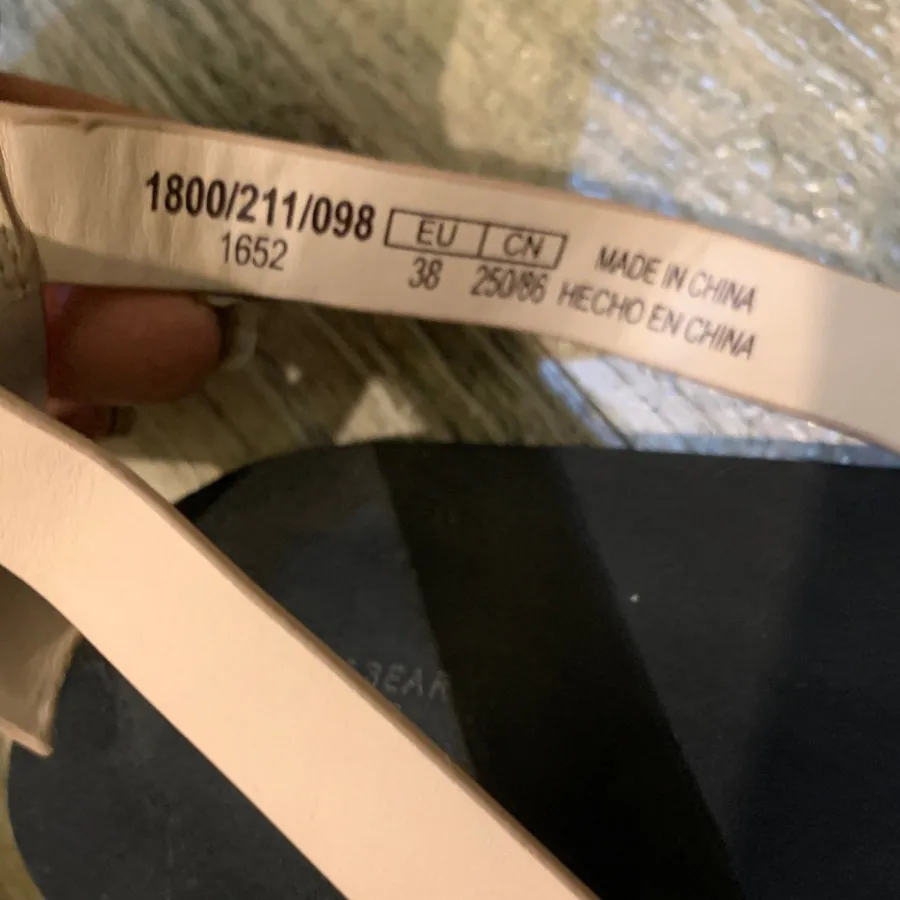 1800/211/098
1652
EU CN
38 250/86
MADE IN CHINA
HECHO EN CHINA